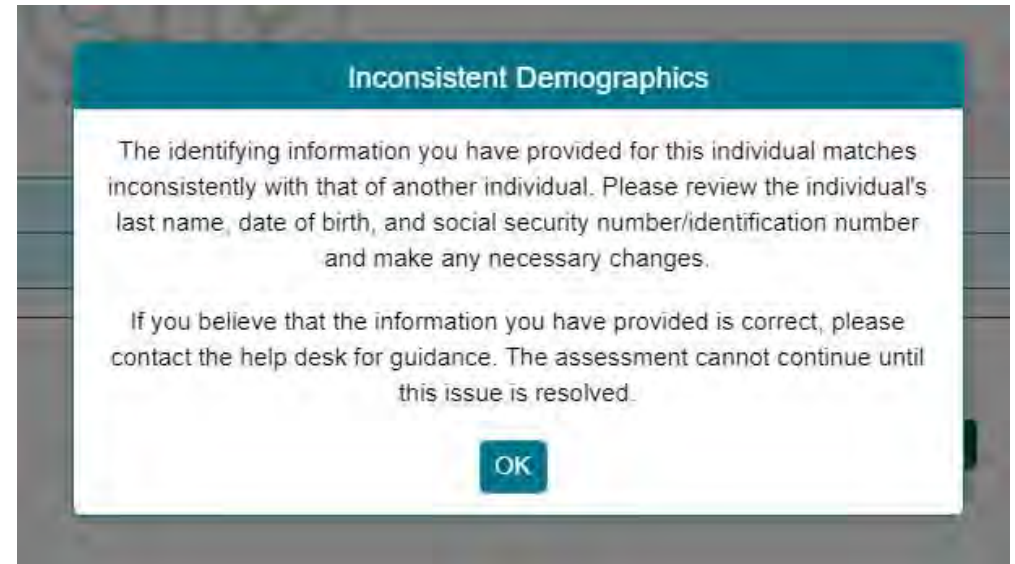 Inconsistent Demographics
The identifying information you have provided for this individual matches
inconsistently with that of another individual. Please review the individual's
last name, date of birth, and social security number/identification number
and make any necessary changes.
If you believe that the information you have provided is correct, please
contact the help desk for guidance. The assessment cannot continue until
this issue is resolved.
OK